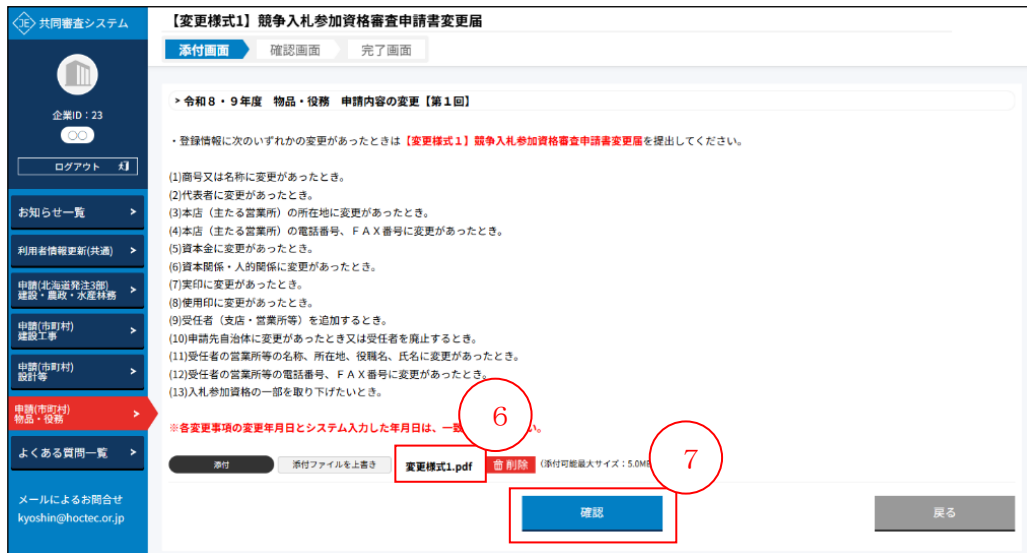 JE 共同審査システム
企業ID：23
○○
ログアウト
お知らせ一覧 >
利用者情報更新(共通) >
申請(北海道発注3部)
建設・農政・水産林務 >
申請(市町村)
建設工事 >
申請(市町村)
設計等 >
申請(市町村)
物品・役務 >
よくある質問一覧 >
メールによるお問合せ
kyoshin@hoctec.or.jp
【変更様式1】競争入札参加資格審査申請書変更届
添付画面 確認画面 完了画面
> 令和８・９年度　物品・役務　申請内容の変更【第１回】
・登録情報に次のいずれかの変更があったときは【変更様式１】競争入札参加資格審査申請書変更届を提出してください。
(1)商号又は名称に変更があったとき。
(2)代表者に変更があったとき。
(3)本店（主たる営業所）の所在地に変更があったとき。
(4)本店（主たる営業所）の電話番号、ＦＡＸ番号に変更があったとき。
(5)資本金に変更があったとき。
(6)資本関係・人的関係に変更があったとき。
(7)実印に変更があったとき。
(8)使用印に変更があったとき。
(9)受任者（支店・営業所等）を追加するとき。
(10)申請先自治体に変更があったとき又は受任者を廃止するとき。
(11)受任者の営業所等の名称、所在地、役職名、氏名に変更があったとき。
(12)受任者の営業所等の電話番号、ＦＡＸ番号に変更があったとき。
(13)入札参加資格の一部を取り下げたいとき。
※各変更事項の変更年月日とシステム入力した年月日は、一致 い。
6
添付 添付ファイルを上書き 変更様式1.pdf 削除 （添付可能最大サイズ：5.0MB
7
確認 戻る